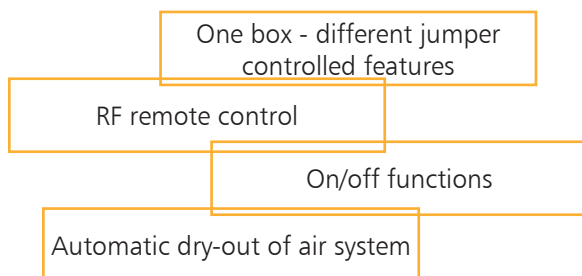 One box - different jumper
controlled features
RF remote control
On/off functions
Automatic dry-out of air system